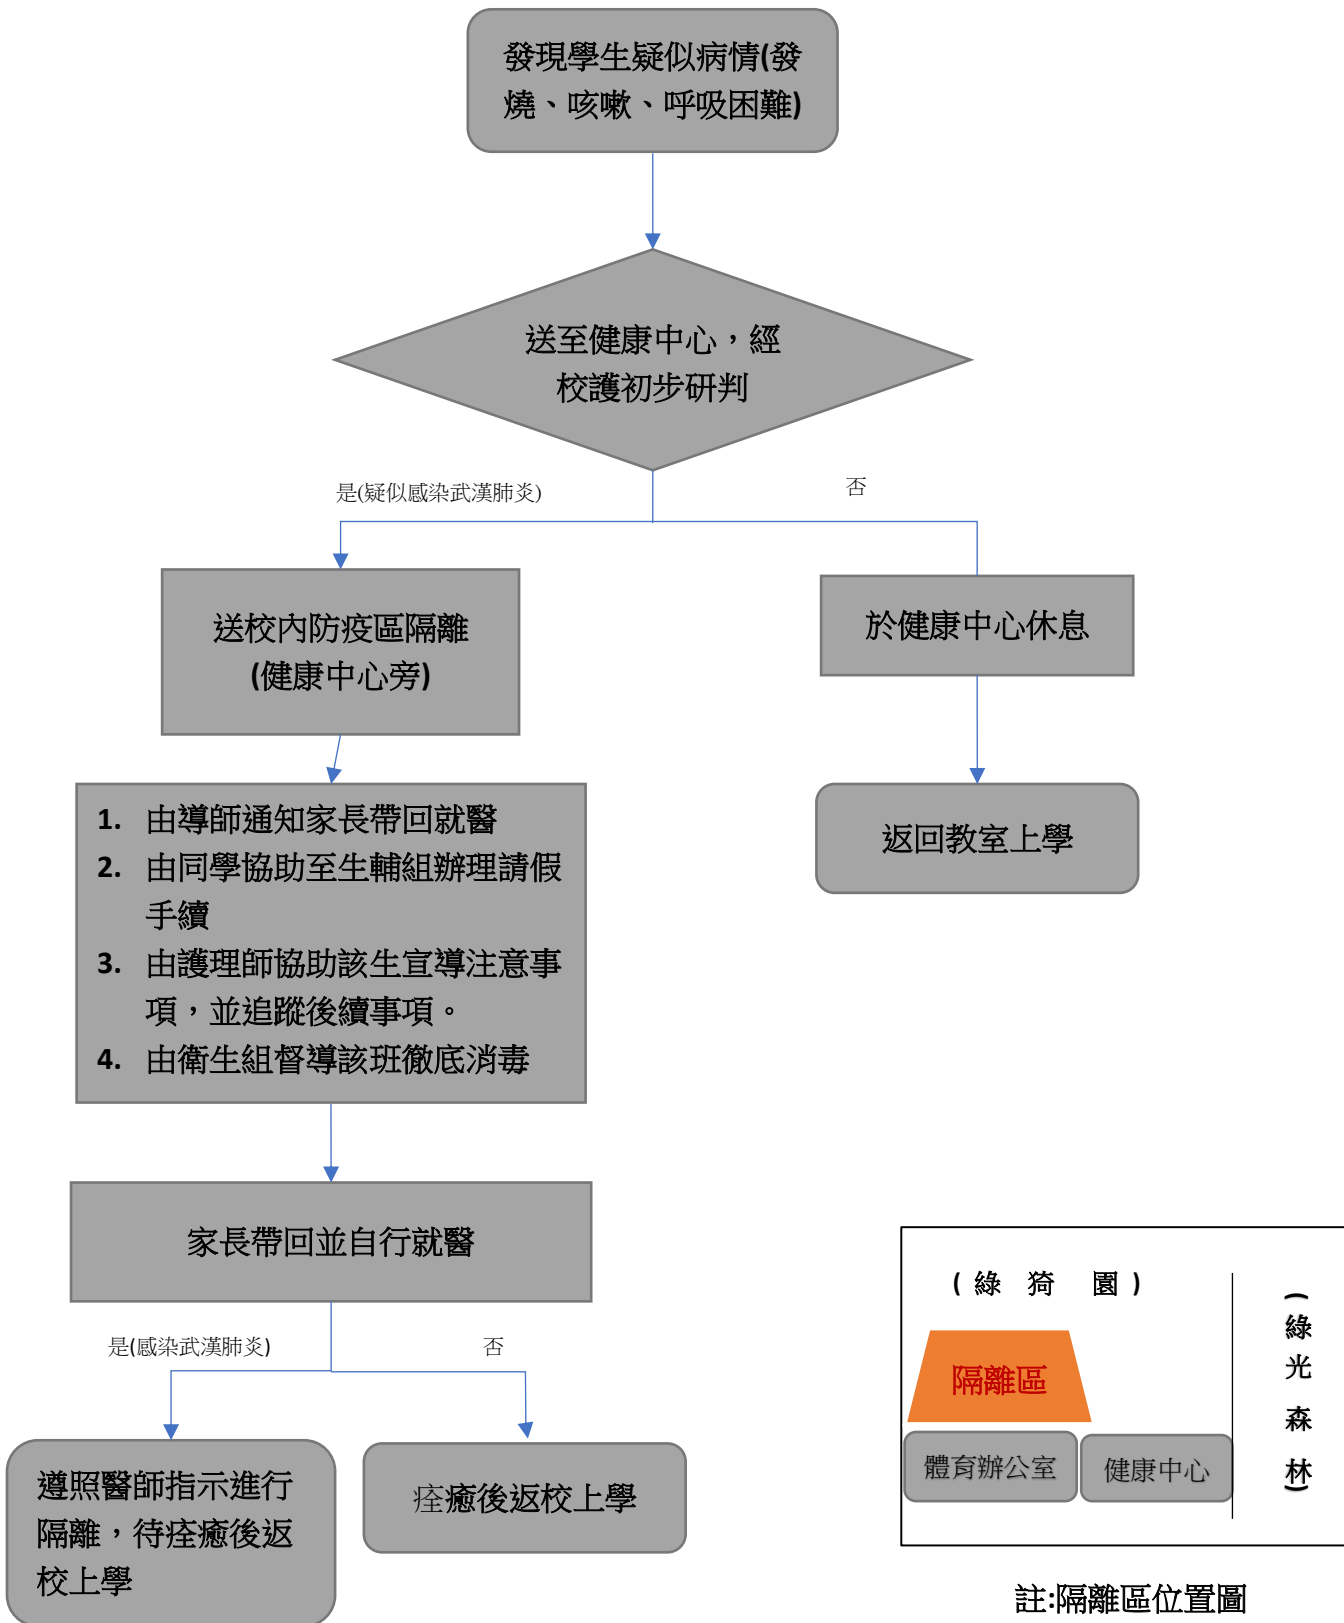 發現學生疑似病情(發
燒、咳嗽、呼吸困難)
送至健康中心，經
校護初步研判
是(疑似感染武漢肺炎)
否
送校內防疫區隔離
(健康中心旁)
於健康中心休息
1. 由導師通知家長帶回就醫
2. 由同學協助至生輔組辦理請假
手續
3. 由護理師協助該生宣導注意事
項，並追蹤後續事項。
4. 由衛生組督導該班徹底消毒
返回教室上學
家長帶回並自行就醫
是(感染武漢肺炎)
否
遵照醫師指示進行
隔離，待痊癒後返
校上學
痊癒後返校上學
(綠 猗 園)
隔離區
體育辦公室
健康中心
(綠光森林)
註:隔離區位置圖